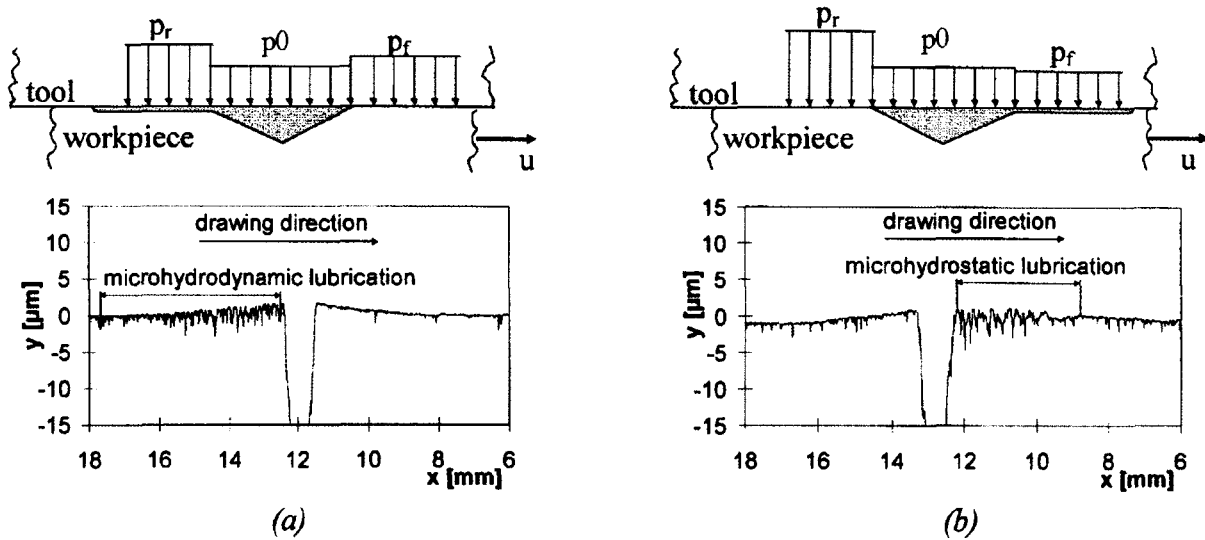 p_r p0 p_f
tool
workpiece
u
15
10
5
0
-5
-10
-15
y [µm]
drawing direction
microhydrodynamic lubrication
18 16 14 12 10 8 6
x [mm]
(a)
p_r p0 p_f
tool
workpiece
u
15
10
5
0
-5
-10
-15
y [µm]
drawing direction
microhydrostatic lubrication
18 16 14 12 10 8 6
x [mm]
(b)